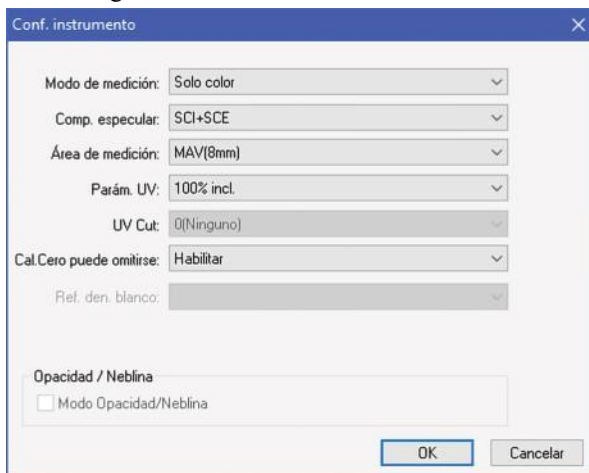 Conf. instrumento
Modo de medición: Solo color
Comp. especular: SCI+SCE
Área de medición: MAV(8mm)
Parám. UV: 100% incl.
UV Cut: 0(Ninguno)
Cal.Cero puede omitirse: Habilitar
Ref. den. blanco:
Opacidad / Neblina
Modo Opacidad/Neblina
OK Cancelar